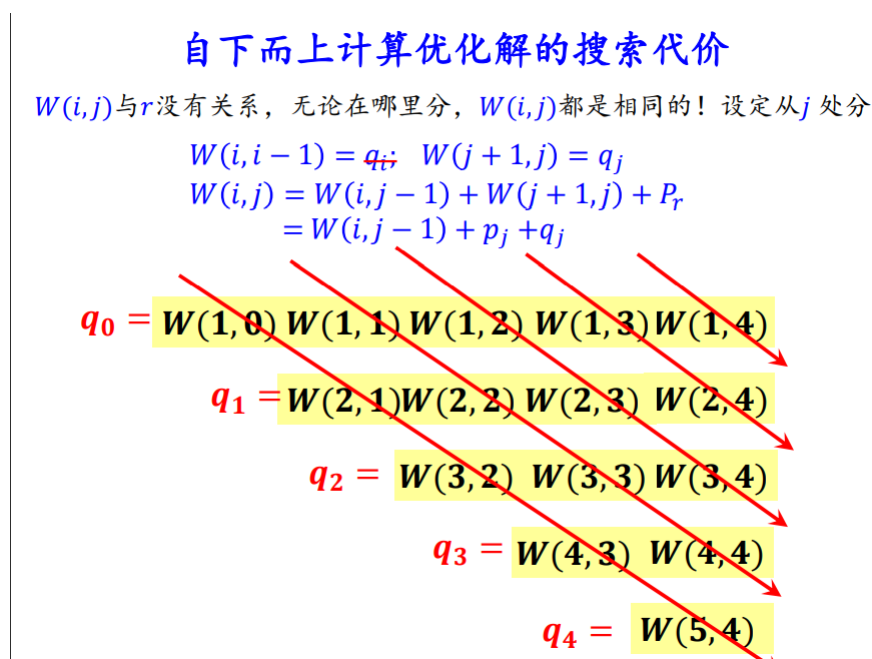 自下而上计算优化解的搜索代价
W(i,j)与r没有关系，无论在哪里分，W(i,j)都是相同的！设定从j 处分
W(i,i−1) = q_i; W(j+1,j) = q_j
W(i,j) = W(i,j−1) + W(j+1,j) + P_r
= W(i,j−1) + p_j +q_j
q_0 = W(1,0) W(1,1) W(1,2) W(1,3) W(1,4)
q_1 = W(2,1) W(2,2) W(2,3) W(2,4)
q_2 = W(3,2) W(3,3) W(3,4)
q_3 = W(4,3) W(4,4)
q_4 = W(5,4)